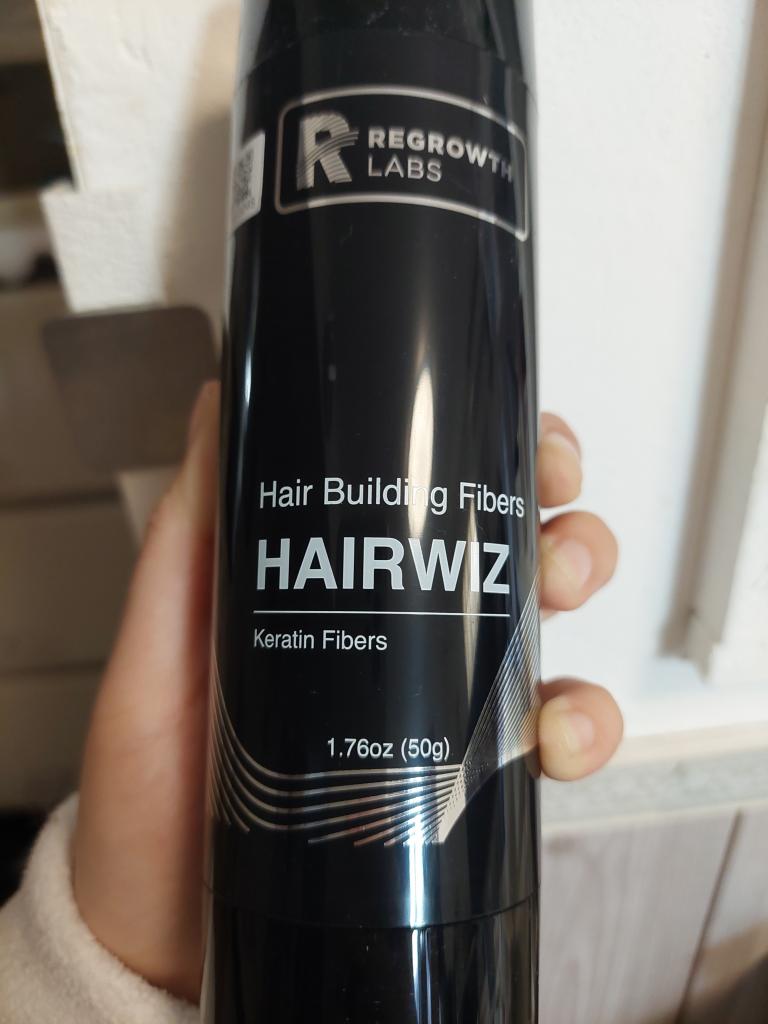 REGROWTH
LABS
Hair Building Fibers
HAIRWIZ
Keratin Fibers
1.76oz (50g)